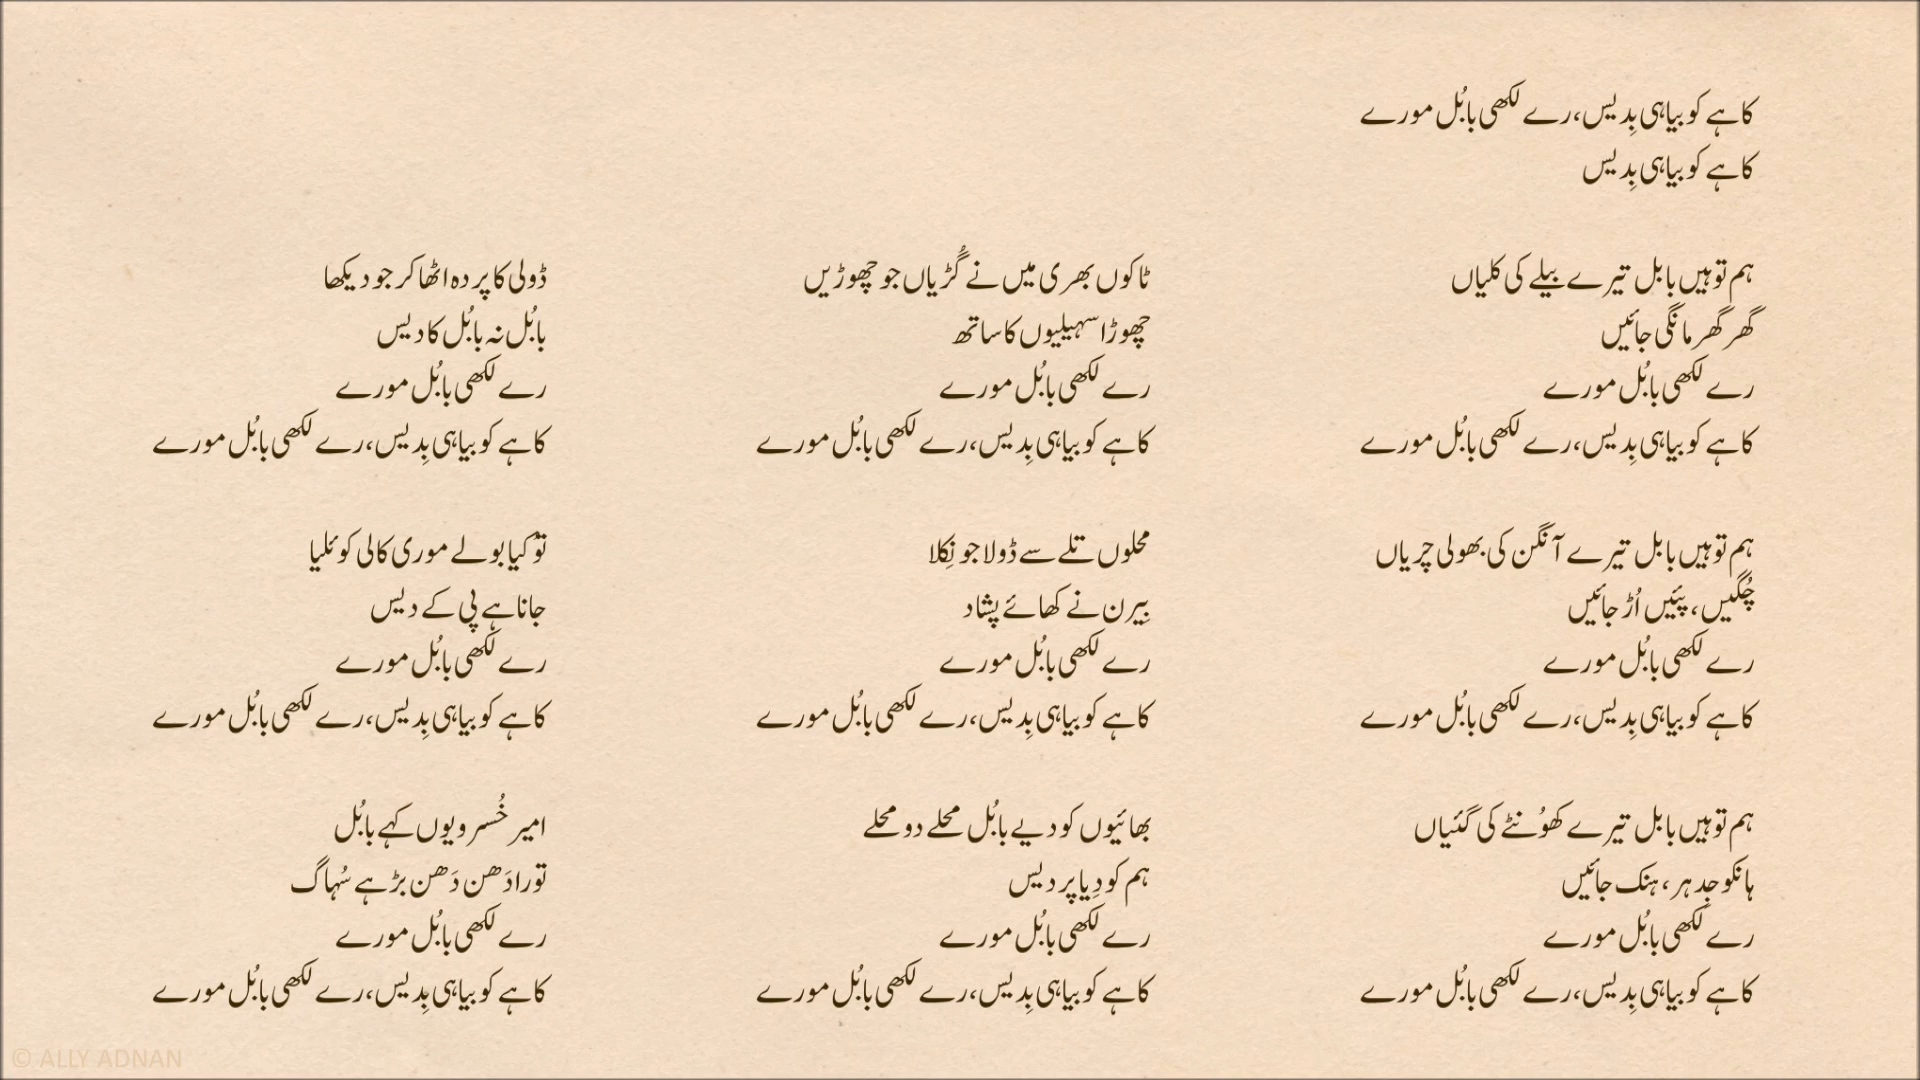 کاہے کو بیاہی بِدیس، رے لکھی بابُل مورے
کاہے کو بیاہی بِدیس
ہم تو ہیں بابل تیرے بیلے کی کلیاں
گھر گھر مانگی جائیں
رے لکھی بابُل مورے
کاہے کو بیاہی بِدیس، رے لکھی بابُل مورے
ہم تو ہیں بابل تیرے آنگن کی بھولی چریاں
چُگیں، پئیں اُڑ جائیں
رے لکھی بابُل مورے
کاہے کو بیاہی بِدیس، رے لکھی بابُل مورے
ہم تو ہیں بابل تیرے کھوُنٹے کی گئیاں
ہانکو جِدہر، ہنک جائیں
رے لکھی بابُل مورے
کاہے کو بیاہی بِدیس، رے لکھی بابُل مورے
ٹاکوں بھری میں نے گُڑیاں جو چھوڑیں
چھوڑا سہیلیوں کا ساتھ
رے لکھی بابُل مورے
کاہے کو بیاہی بِدیس، رے لکھی بابُل مورے
محلوں تلے سے ڈولا جو نِکلا
بِیرن نے کھائے پشاد
رے لکھی بابُل مورے
کاہے کو بیاہی بِدیس، رے لکھی بابُل مورے
بھائیوں کو دیے بابُل محلے دو محلے
ہم کو دِیا پردیس
رے لکھی بابُل مورے
کاہے کو بیاہی بِدیس، رے لکھی بابُل مورے
ڈولی کا پردہ اٹھا کر جو دیکھا
بابُل نہ بابُل کا دیس
رے لکھی بابُل مورے
کاہے کو بیاہی بِدیس، رے لکھی بابُل مورے
توُ کیا بولے موری کالی کوئلیا
جانا ہے پی کے دیس
رے لکھی بابُل مورے
کاہے کو بیاہی بِدیس، رے لکھی بابُل مورے
امیر خُسرو یوں کہے بابُل
تورا دَھن دَھن بڑہے سُہاگ
رے لکھی بابُل مورے
کاہے کو بیاہی بِدیس، رے لکھی بابُل مورے
© ALLY ADNAN